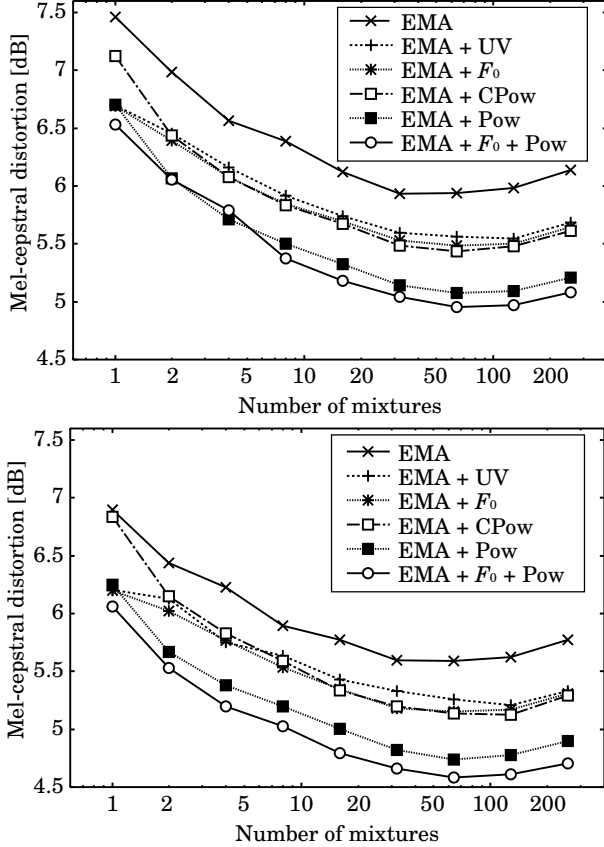 7.5
7
6.5
6
5.5
5
4.5
Mel-cepstral distortion [dB]
EMA
EMA + UV
EMA + F₀
EMA + CPow
EMA + Pow
EMA + F₀ + Pow
1 2 5 10 20 50 100 200
Number of mixtures
7.5
7
6.5
6
5.5
5
4.5
Mel-cepstral distortion [dB]
EMA
EMA + UV
EMA + F₀
EMA + CPow
EMA + Pow
EMA + F₀ + Pow
1 2 5 10 20 50 100 200
Number of mixtures